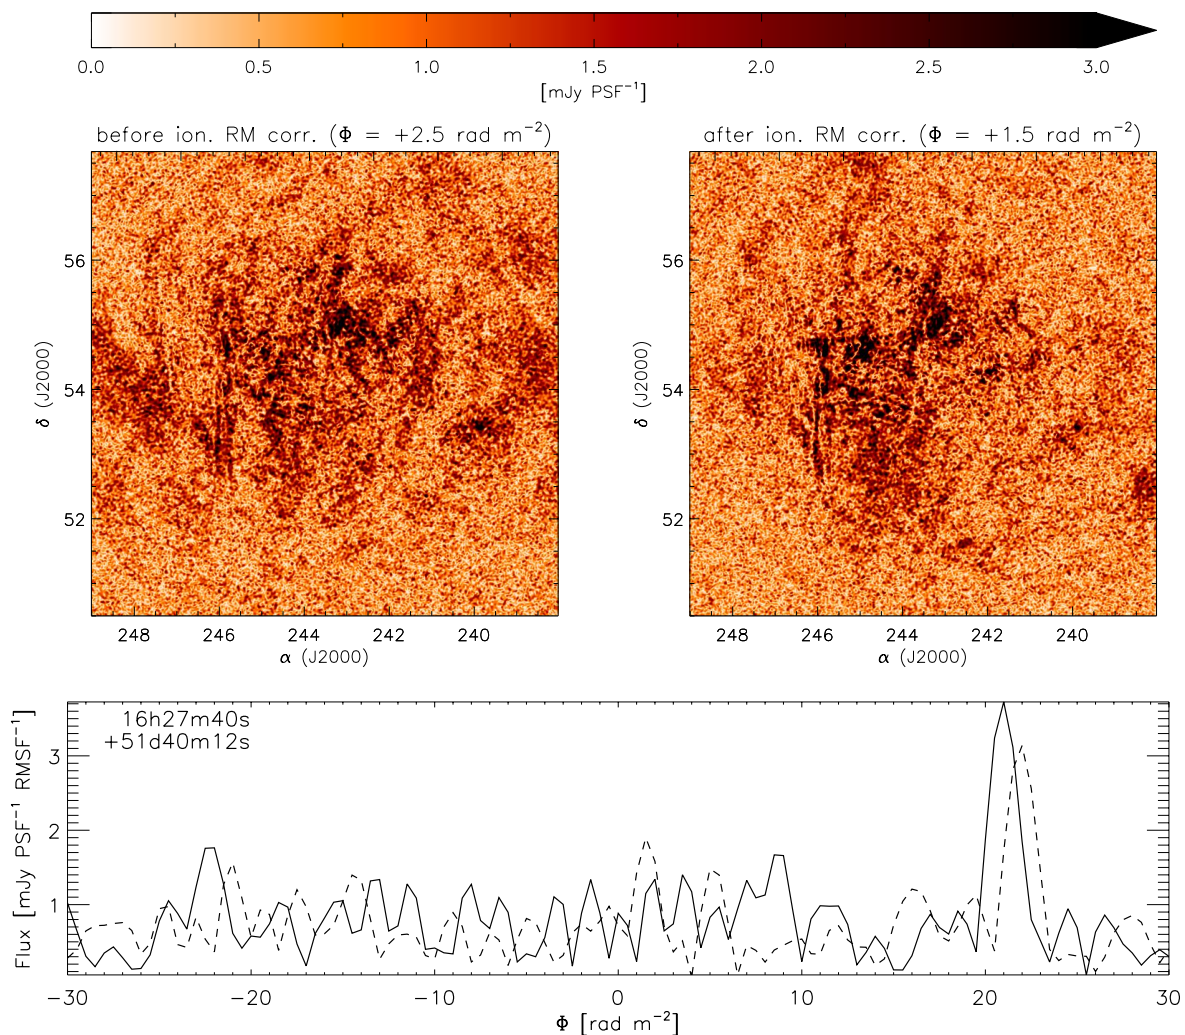 0.0 0.5 1.0 1.5 2.0 2.5 3.0
[mJy PSF⁻¹]
before ion. RM corr. (Φ = +2.5 rad m⁻²)
after ion. RM corr. (Φ = +1.5 rad m⁻²)
56
54
52
δ (J2000)
248 246 244 242 240
α (J2000)
56
54
52
δ (J2000)
248 246 244 242 240
α (J2000)
16h27m40s
+51d40m12s
Flux [mJy PSF⁻¹ RMSF⁻¹]
3
2
1
−30 −20 −10 0 10 20 30
Φ [rad m⁻²]